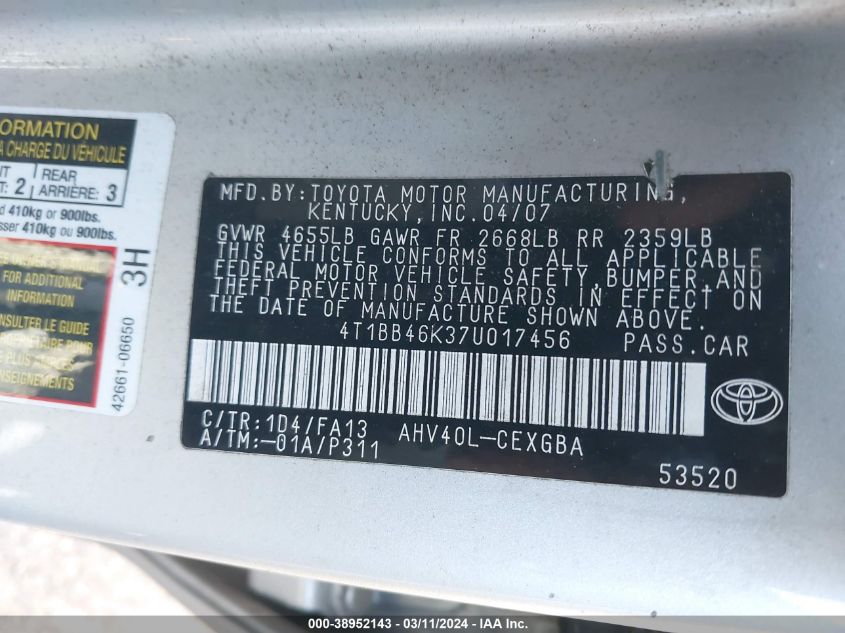 ORMATION
A CHARGE DU VÉHICULE
T: 2 REAR
ARRIÈRE: 3
d 410kg or 900lbs.
sser 410kg ou 900lbs.
FOR ADDITIONAL
INFORMATION
NSULTER LE GUIDE
E PLUS
NSEIGNEMENTS
42661-06650 3H
MFD.BY:TOYOTA MOTOR MANUFACTURING,
KENTUCKY,INC.04/07
GVWR 4655LB GAWR FR 2668LB RR 2359LB
THIS VEHICLE CONFORMS TO ALL APPLICABLE
FEDERAL MOTOR VEHICLE SAFETY,BUMPER,AND
THEFT PREVENTION STANDARDS IN EFFECT ON
THE DATE OF MANUFACTURE SHOWN ABOVE.
4T1BB46K37U017456 PASS.CAR
C/TR:1D4/FA13 AHV40L-CEXGBA
A/TM:-01A/P311
53520
000-38952143 - 03/11/2024 - IAAI.COM